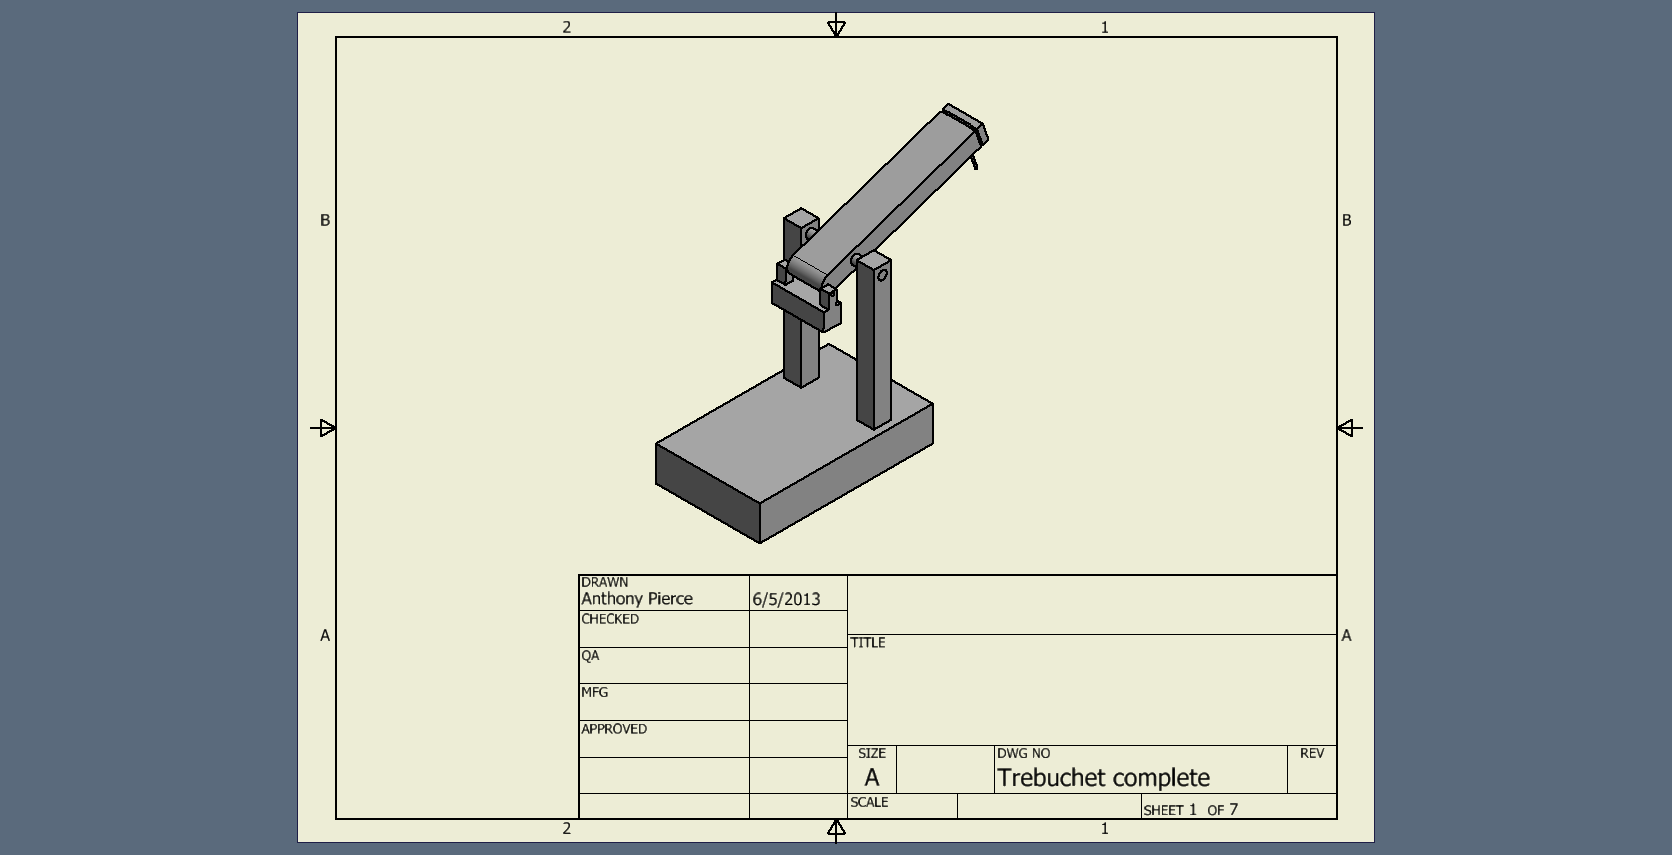 2 1
B B
A A
DRAWN
Anthony Pierce 6/5/2013
CHECKED
QA
MFG
APPROVED
TITLE
SIZE
A
DWG NO
Trebuchet complete
REV
SCALE
SHEET 1 OF 7
2 1